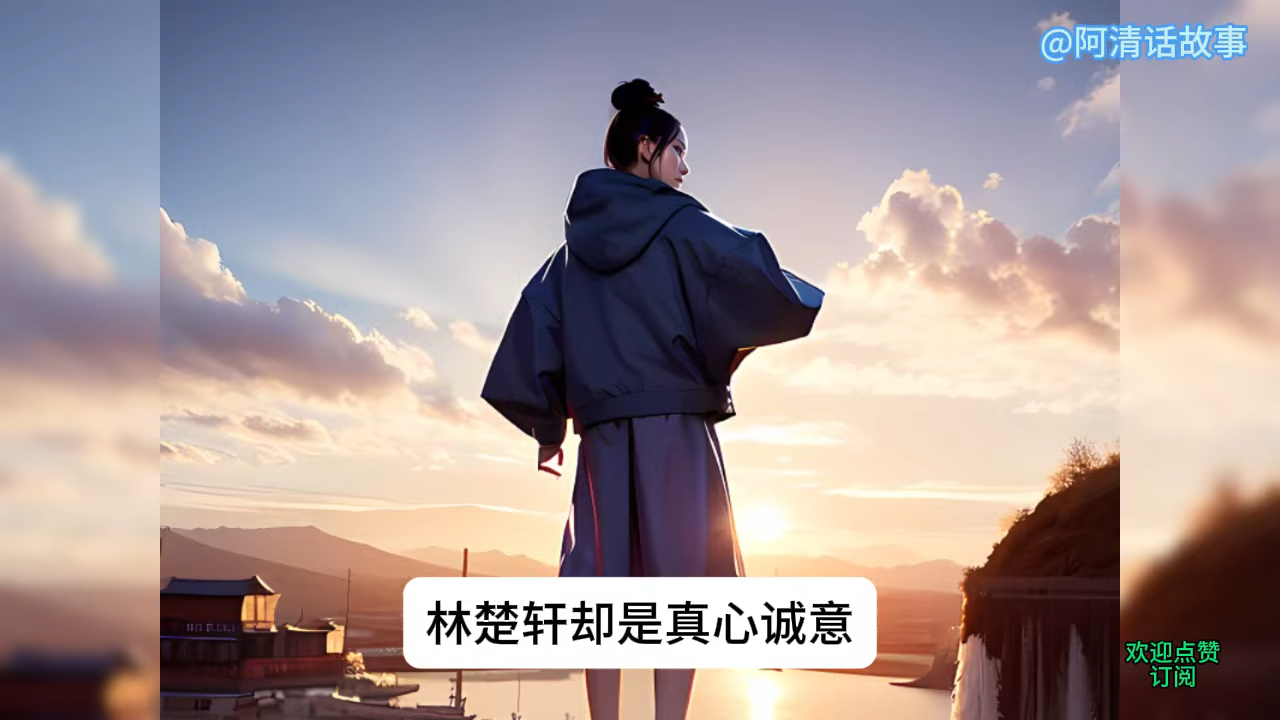 @阿清话故事
林楚轩却是真心诚意
欢迎点赞
订阅